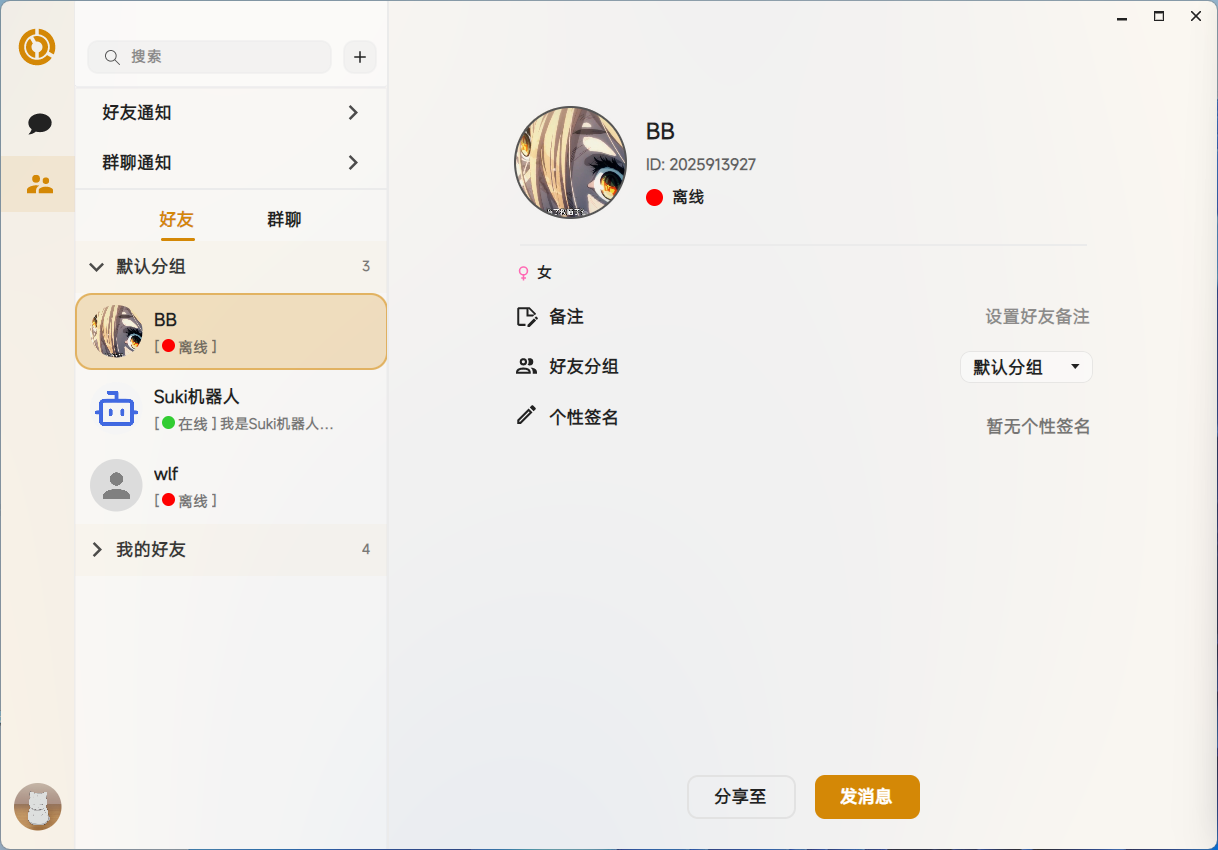 搜索
好友通知
群聊通知
好友 群聊
默认分组 3
BB
[ 离线 ]
Suki机器人
[ 在线 ] 我是Suki机器人...
wlf
[ 离线 ]
我的好友 4
BB
ID: 2025913927
离线
女
备注 设置好友备注
好友分组 默认分组
个性签名 暂无个性签名
分享至 发消息